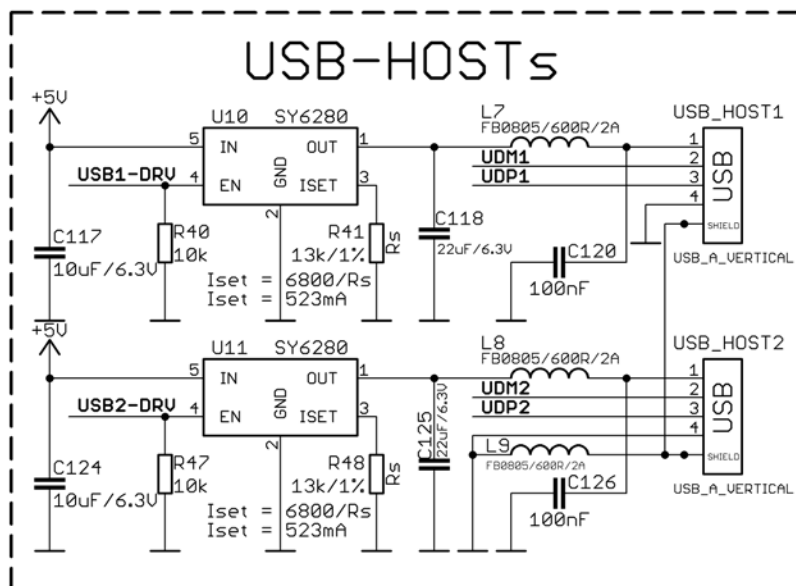 USB-HOSTs
+5V
U10 SY6280
L7
FB0805/600R/2A
USB_HOST1
5 IN OUT 1
1
UDM1 2
USB1-DRV 4 EN GND ISET 3
UDP1 3
4
USB
2
SHIELD
C117
10uF/6.3V
R40
10k
R41
13k/1%
Rs
C118
22uF/6.3V
C120
100nF
USB_A_VERTICAL
Iset = 6800/Rs
Iset = 523mA
+5V
U11 SY6280
L8
FB0805/600R/2A
USB_HOST2
5 IN OUT 1
1
UDM2 2
USB2-DRV 4 EN GND ISET 3
UDP2 3
4
USB
2
L9
FB0805/600R/2A
SHIELD
C124
10uF/6.3V
R47
10k
R48
13k/1%
Rs
C125
22uF/6.3V
C126
100nF
USB_A_VERTICAL
Iset = 6800/Rs
Iset = 523mA